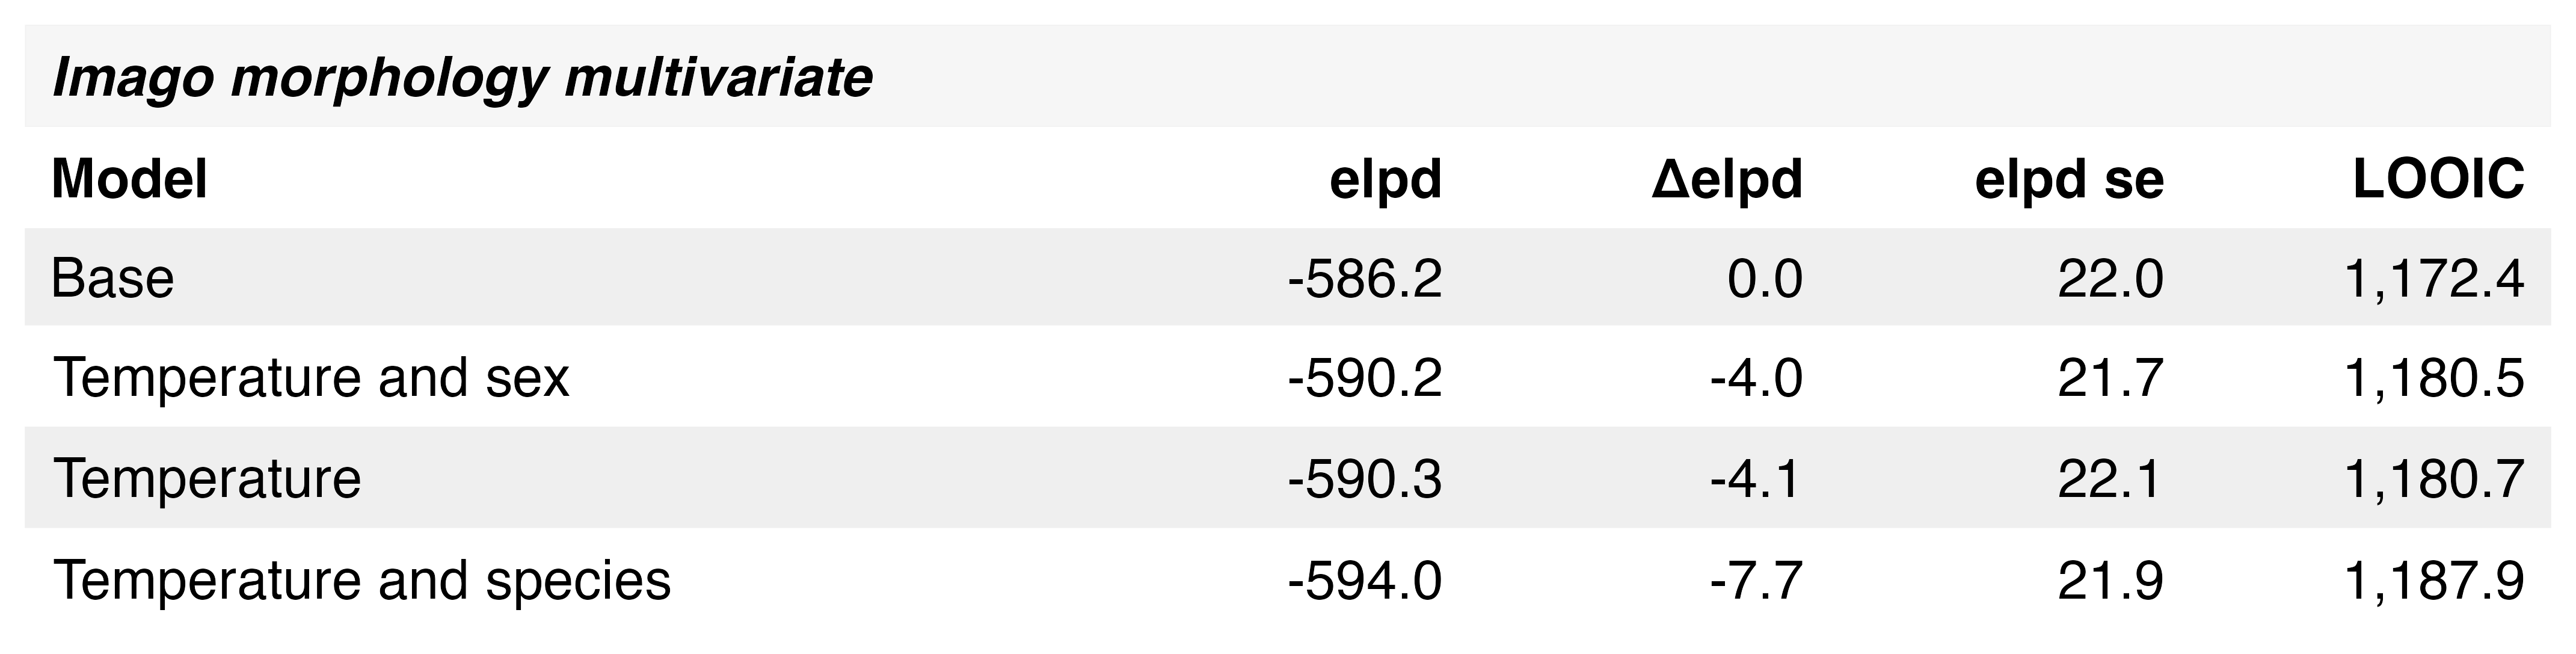 Imago morphology multivariate
Model elpd Δelpd elpd se LOOIC
Base -586.2 0.0 22.0 1,172.4
Temperature and sex -590.2 -4.0 21.7 1,180.5
Temperature -590.3 -4.1 22.1 1,180.7
Temperature and species -594.0 -7.7 21.9 1,187.9